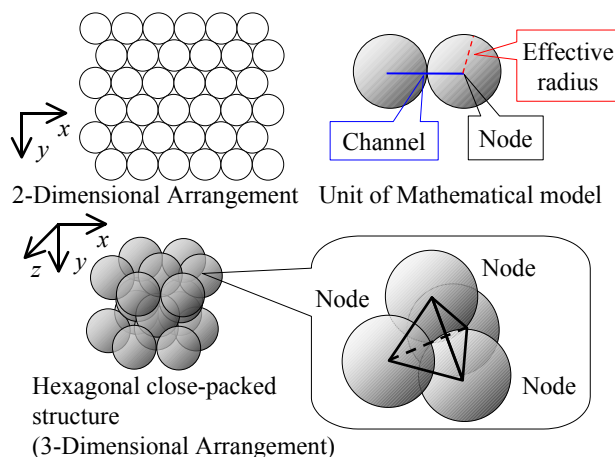 Effective
radius
x
y
Channel
Node
2-Dimensional Arrangement
Unit of Mathematical model
x
z
y
Node
Node
Node
Hexagonal close-packed
structure
(3-Dimensional Arrangement)